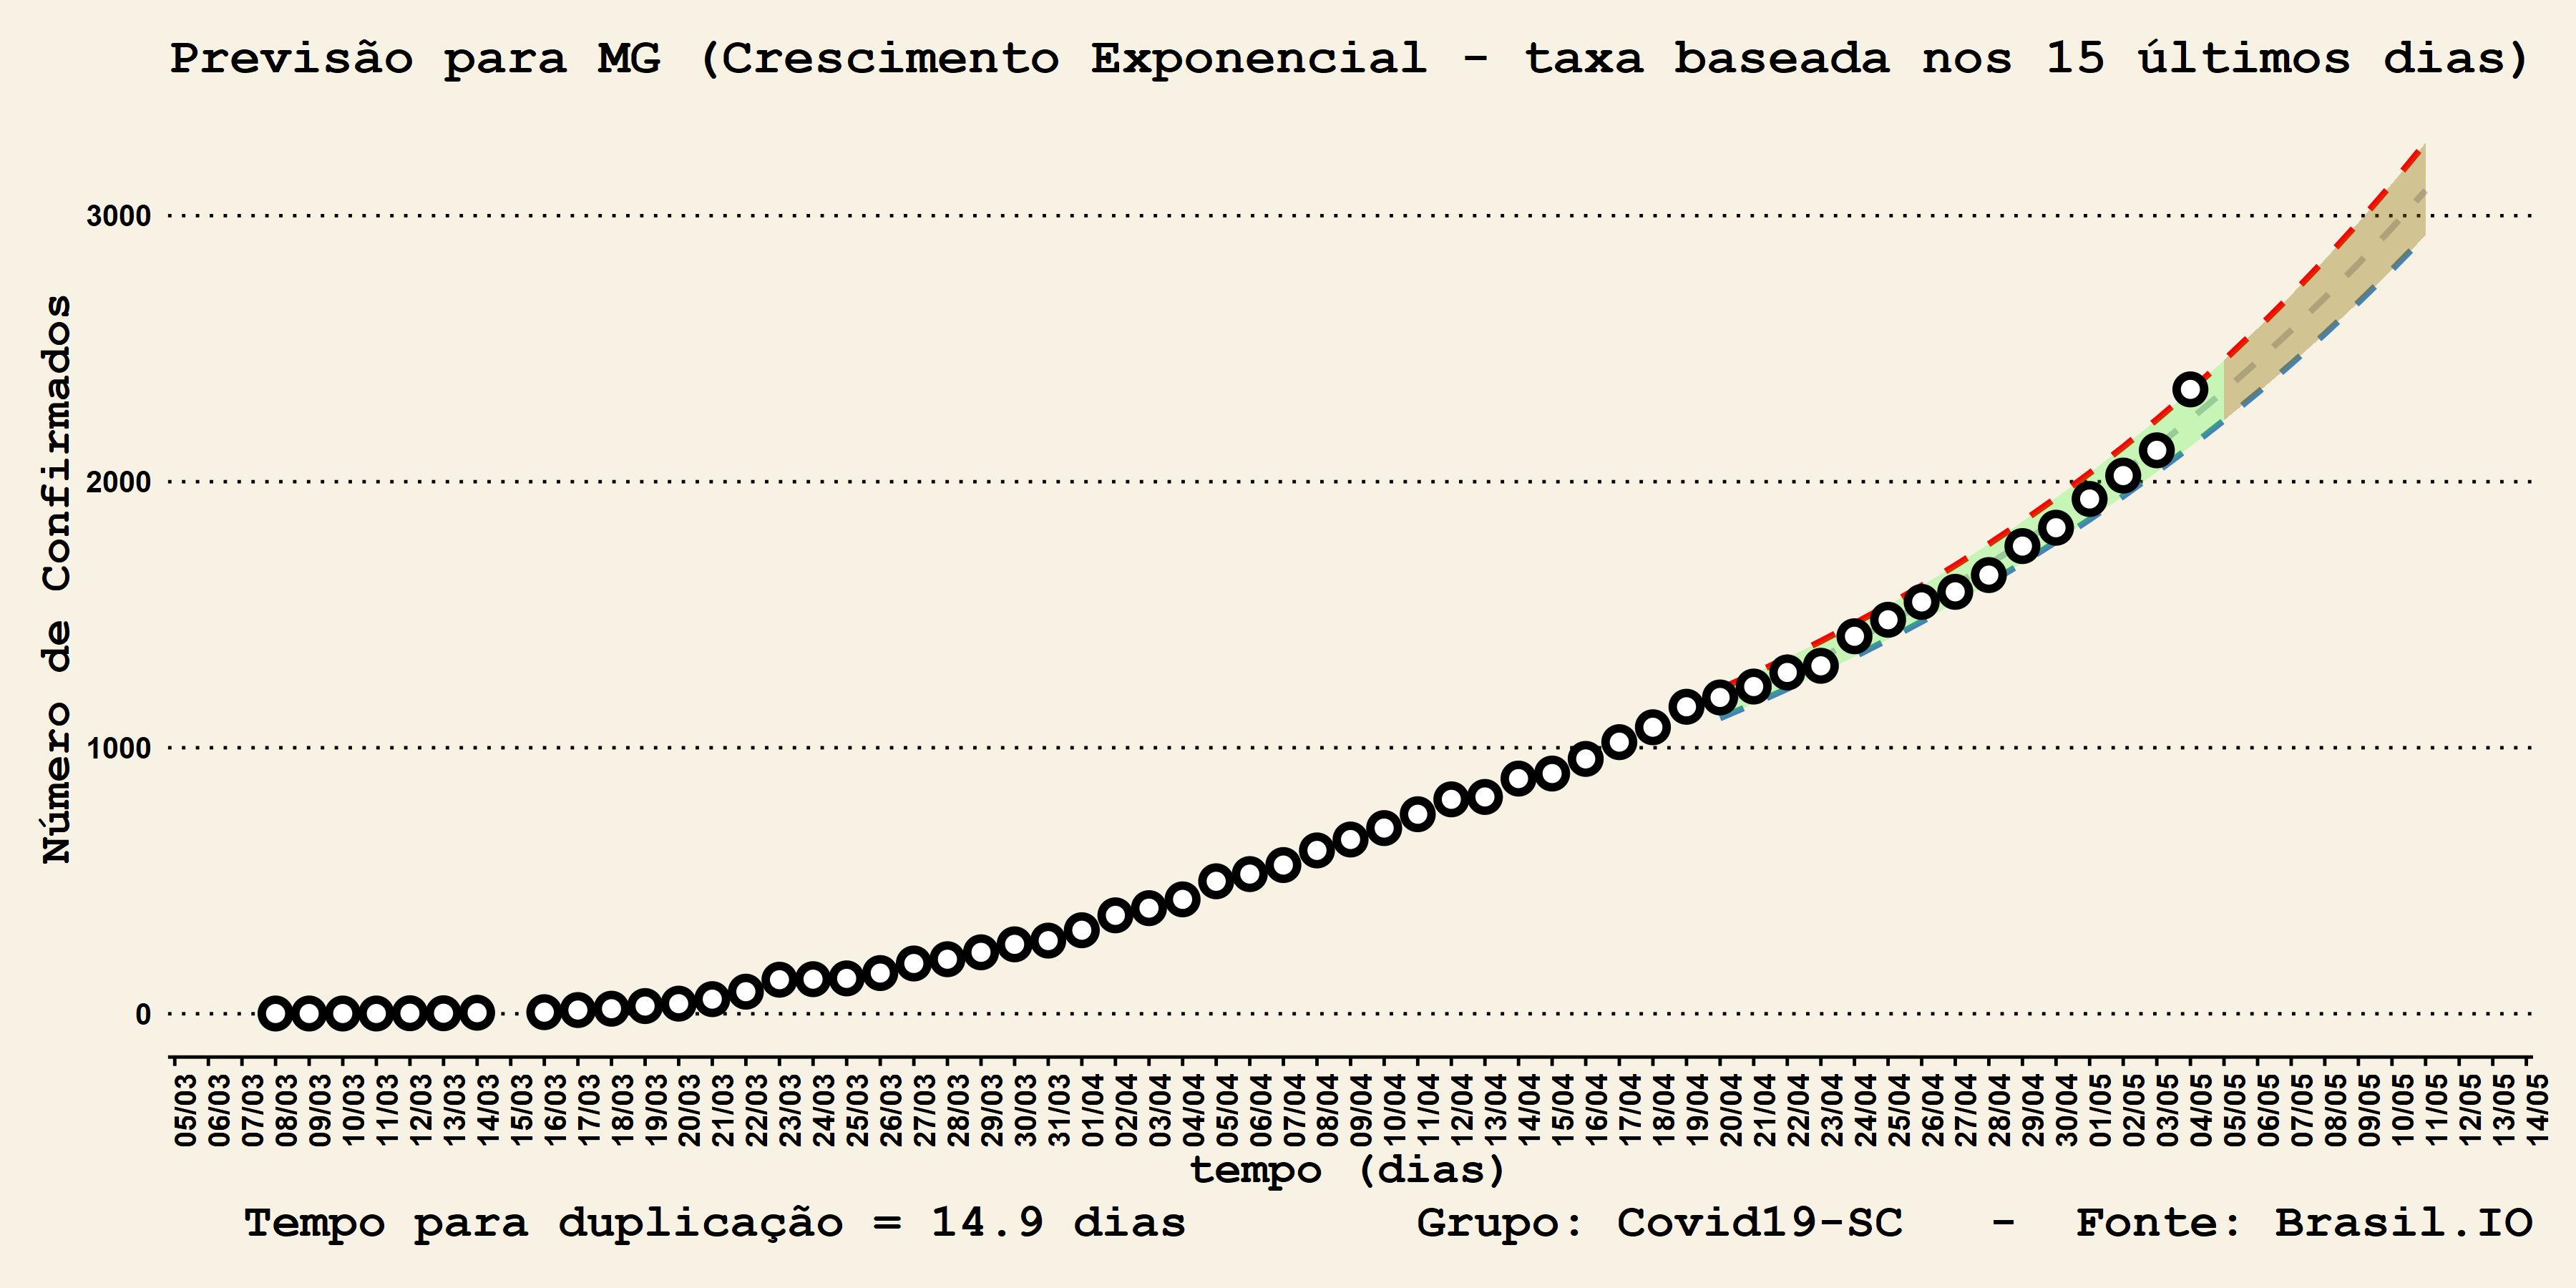 Previsão para MG (Crescimento Exponencial - taxa baseada nos 15 últimos dias)
Número de Confirmados
3000
2000
1000
0
05/03 06/03 07/03 08/03 09/03 10/03 11/03 12/03 13/03 14/03 15/03 16/03 17/03 18/03 19/03 20/03 21/03 22/03 23/03 24/03 25/03 26/03 27/03 28/03 29/03 30/03 31/03 01/04 02/04 03/04 04/04 05/04 06/04 07/04 08/04 09/04 10/04 11/04 12/04 13/04 14/04 15/04 16/04 17/04 18/04 19/04 20/04 21/04 22/04 23/04 24/04 25/04 26/04 27/04 28/04 29/04 30/04 01/05 02/05 03/05 04/05 05/05 06/05 07/05 08/05 09/05 10/05 11/05 12/05 13/05 14/05
tempo (dias)
Tempo para duplicação = 14.9 dias Grupo: Covid19-SC - Fonte: Brasil.IO